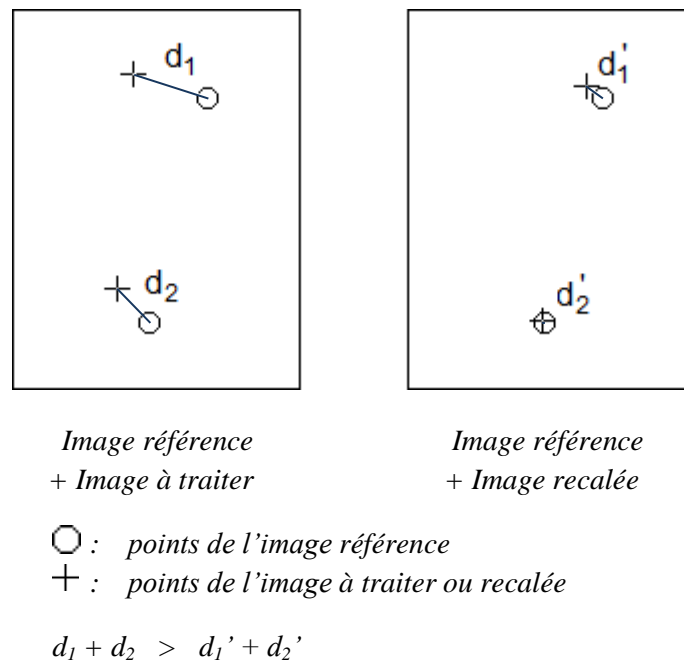 d₁ d₁'
d₂ d₂'
Image référence Image référence
+ Image à traiter + Image recalée
: points de l’image référence
+ : points de l’image à traiter ou recalée
d₁ + d₂ > d₁’ + d₂’